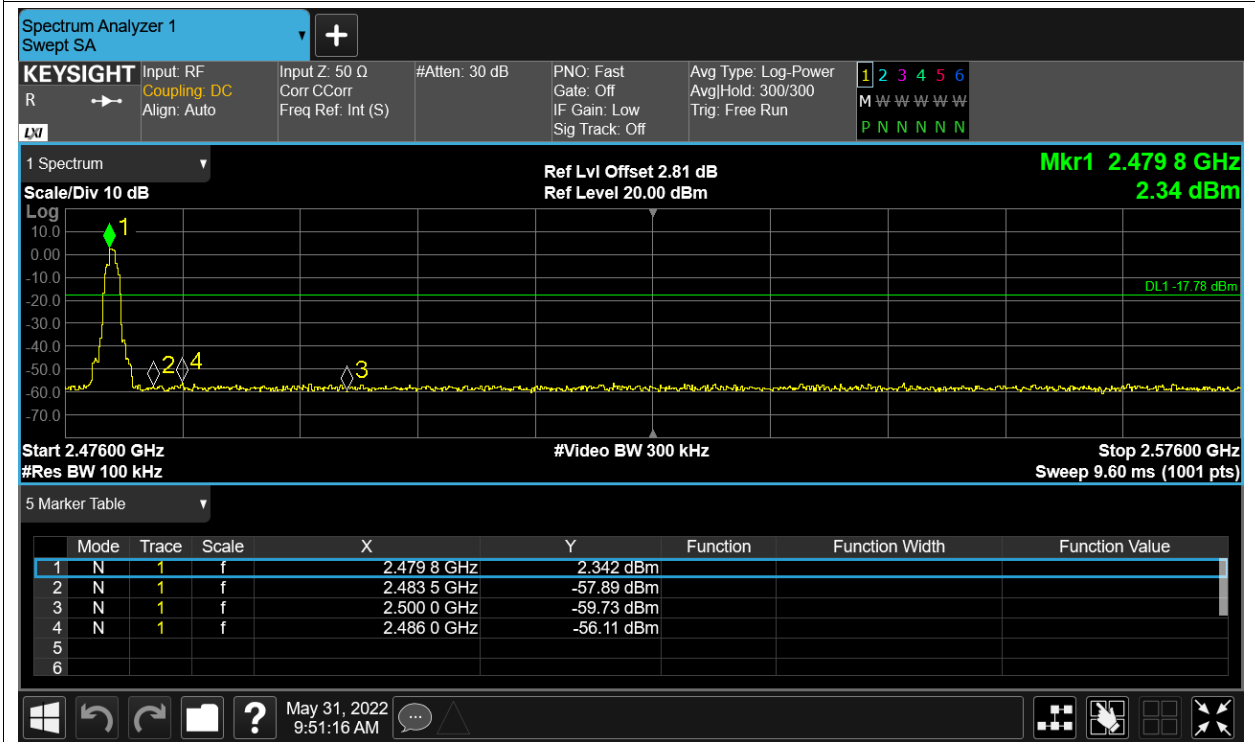 Spectrum Analyzer 1
Swept SA
KEYSIGHT Input: RF Input Z: 50 Ω #Atten: 30 dB PNO: Fast Avg Type: Log-Power 1 2 3 4 5 6
R Coupling: DC Corr CCorr Gate: Off Avg|Hold: 300/300 M W W W W W
Align: Auto Freq Ref: Int (S) IF Gain: Low Trig: Free Run
LXI Sig Track: Off P N N N N N
1 Spectrum Ref Lvl Offset 2.81 dB Mkr1 2.479 8 GHz
Scale/Div 10 dB Ref Level 20.00 dBm 2.34 dBm
Log
10.0 1
0.00
-10.0
DL1 -17.78 dBm
-20.0
-30.0
-40.0
2 4 3
-50.0
-60.0
-70.0
Start 2.47600 GHz #Video BW 300 kHz Stop 2.57600 GHz
#Res BW 100 kHz Sweep 9.60 ms (1001 pts)
5 Marker Table
Mode Trace Scale X Y Function Function Width Function Value
1 N 1 f 2.479 8 GHz 2.342 dBm
2 N 1 f 2.483 5 GHz -57.89 dBm
3 N 1 f 2.500 0 GHz -59.73 dBm
4 N 1 f 2.486 0 GHz -56.11 dBm
5
6
? May 31, 2022
9:51:16 AM